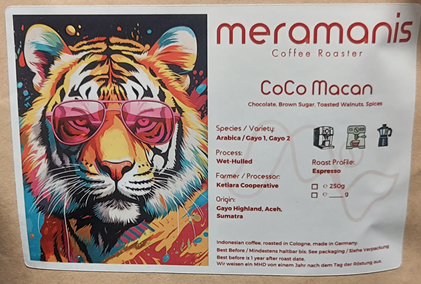 meramanis
Coffee Roaster
CoCo Macan
Chocolate, Brown Sugar, Toasted Walnuts, Spices
Species / Variety:
Arabica / Gayo 1, Gayo 2
Process:
Wet-Hulled
Roast Profile:
Espresso
Farmer / Processor:
Ketiara Cooperative
℮ 250g
℮ ____ g
Origin:
Gayo Highland, Aceh,
Sumatra
Indonesian coffee, roasted in Cologne, made in Germany.
Best Before / Mindestens haltbar bis: See packaging / Siehe Verpackung
Best before is 1 year after roast date.
Wir weisen ein MHD von einem Jahr nach dem Tag der Röstung aus.